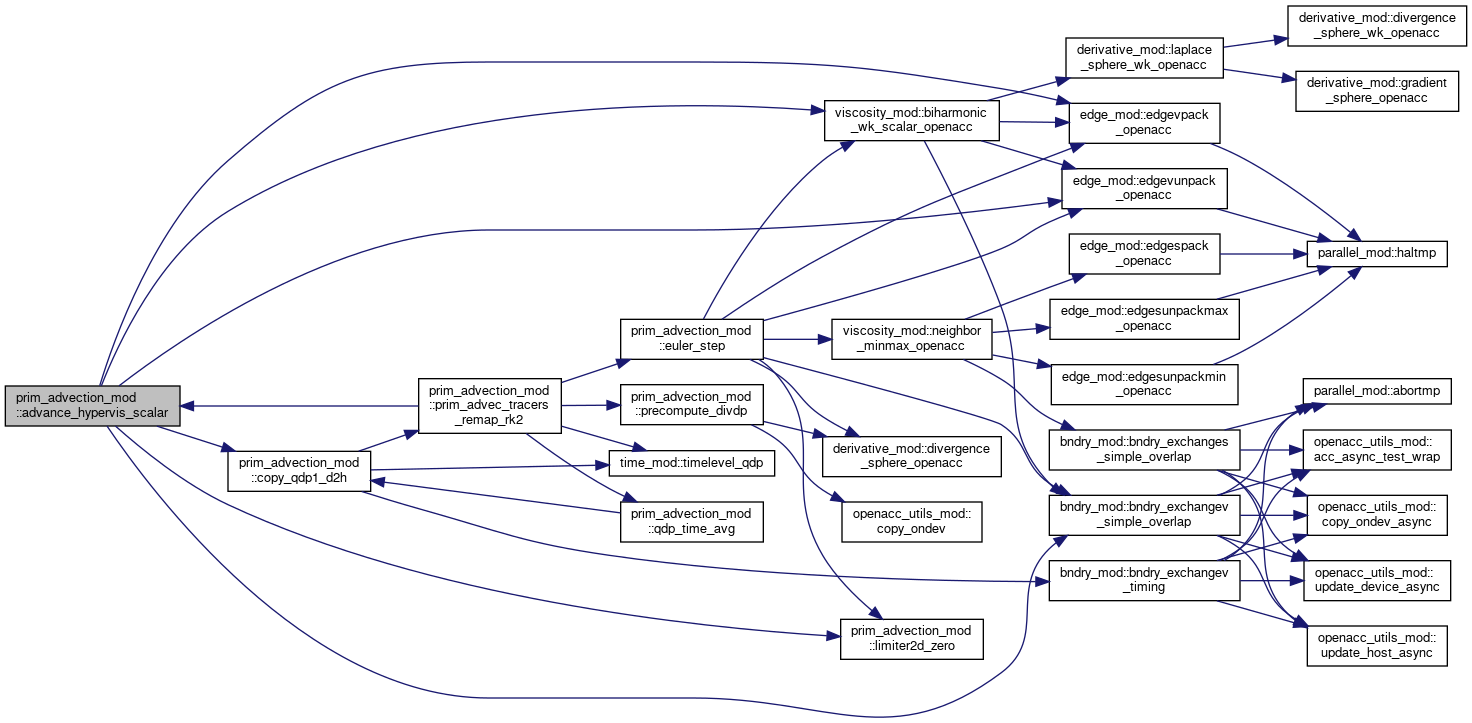 prim_advection_mod
::advance_hypervis_scalar
prim_advection_mod
::copy_qdp1_d2h
prim_advection_mod
::prim_advec_tracers
_remap_rk2
prim_advection_mod
::euler_step
prim_advection_mod
::precompute_divdp
time_mod::timelevel_qdp
prim_advection_mod
::qdp_time_avg
viscosity_mod::biharmonic
_wk_scalar_openacc
viscosity_mod::neighbor
_minmax_openacc
derivative_mod::divergence
_sphere_openacc
openacc_utils_mod::
copy_ondev
prim_advection_mod
::limiter2d_zero
derivative_mod::laplace
_sphere_wk_openacc
edge_mod::edgevpack
_openacc
edge_mod::edgevunpack
_openacc
edge_mod::edgespack
_openacc
edge_mod::edgesunpackmax
_openacc
edge_mod::edgesunpackmin
_openacc
bndry_mod::bndry_exchanges
_simple_overlap
bndry_mod::bndry_exchangev
_simple_overlap
bndry_mod::bndry_exchangev
_timing
derivative_mod::divergence
_sphere_wk_openacc
derivative_mod::gradient
_sphere_openacc
parallel_mod::haltmp
parallel_mod::abortmp
openacc_utils_mod::
acc_async_test_wrap
openacc_utils_mod::
copy_ondev_async
openacc_utils_mod::
update_device_async
openacc_utils_mod::
update_host_async